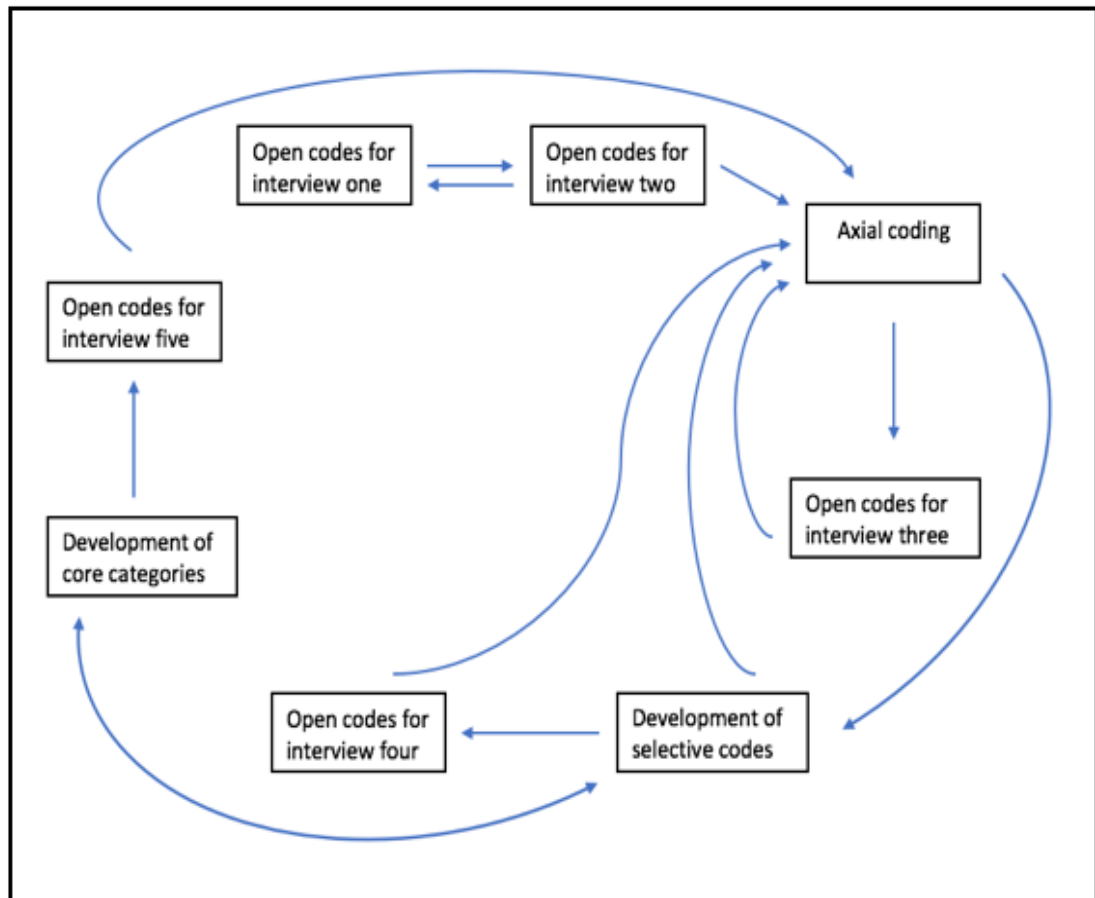 Open codes for
interview one
Open codes for
interview two
Axial coding
Open codes for
interview five
Open codes for
interview three
Development of
core categories
Open codes for
interview four
Development of
selective codes